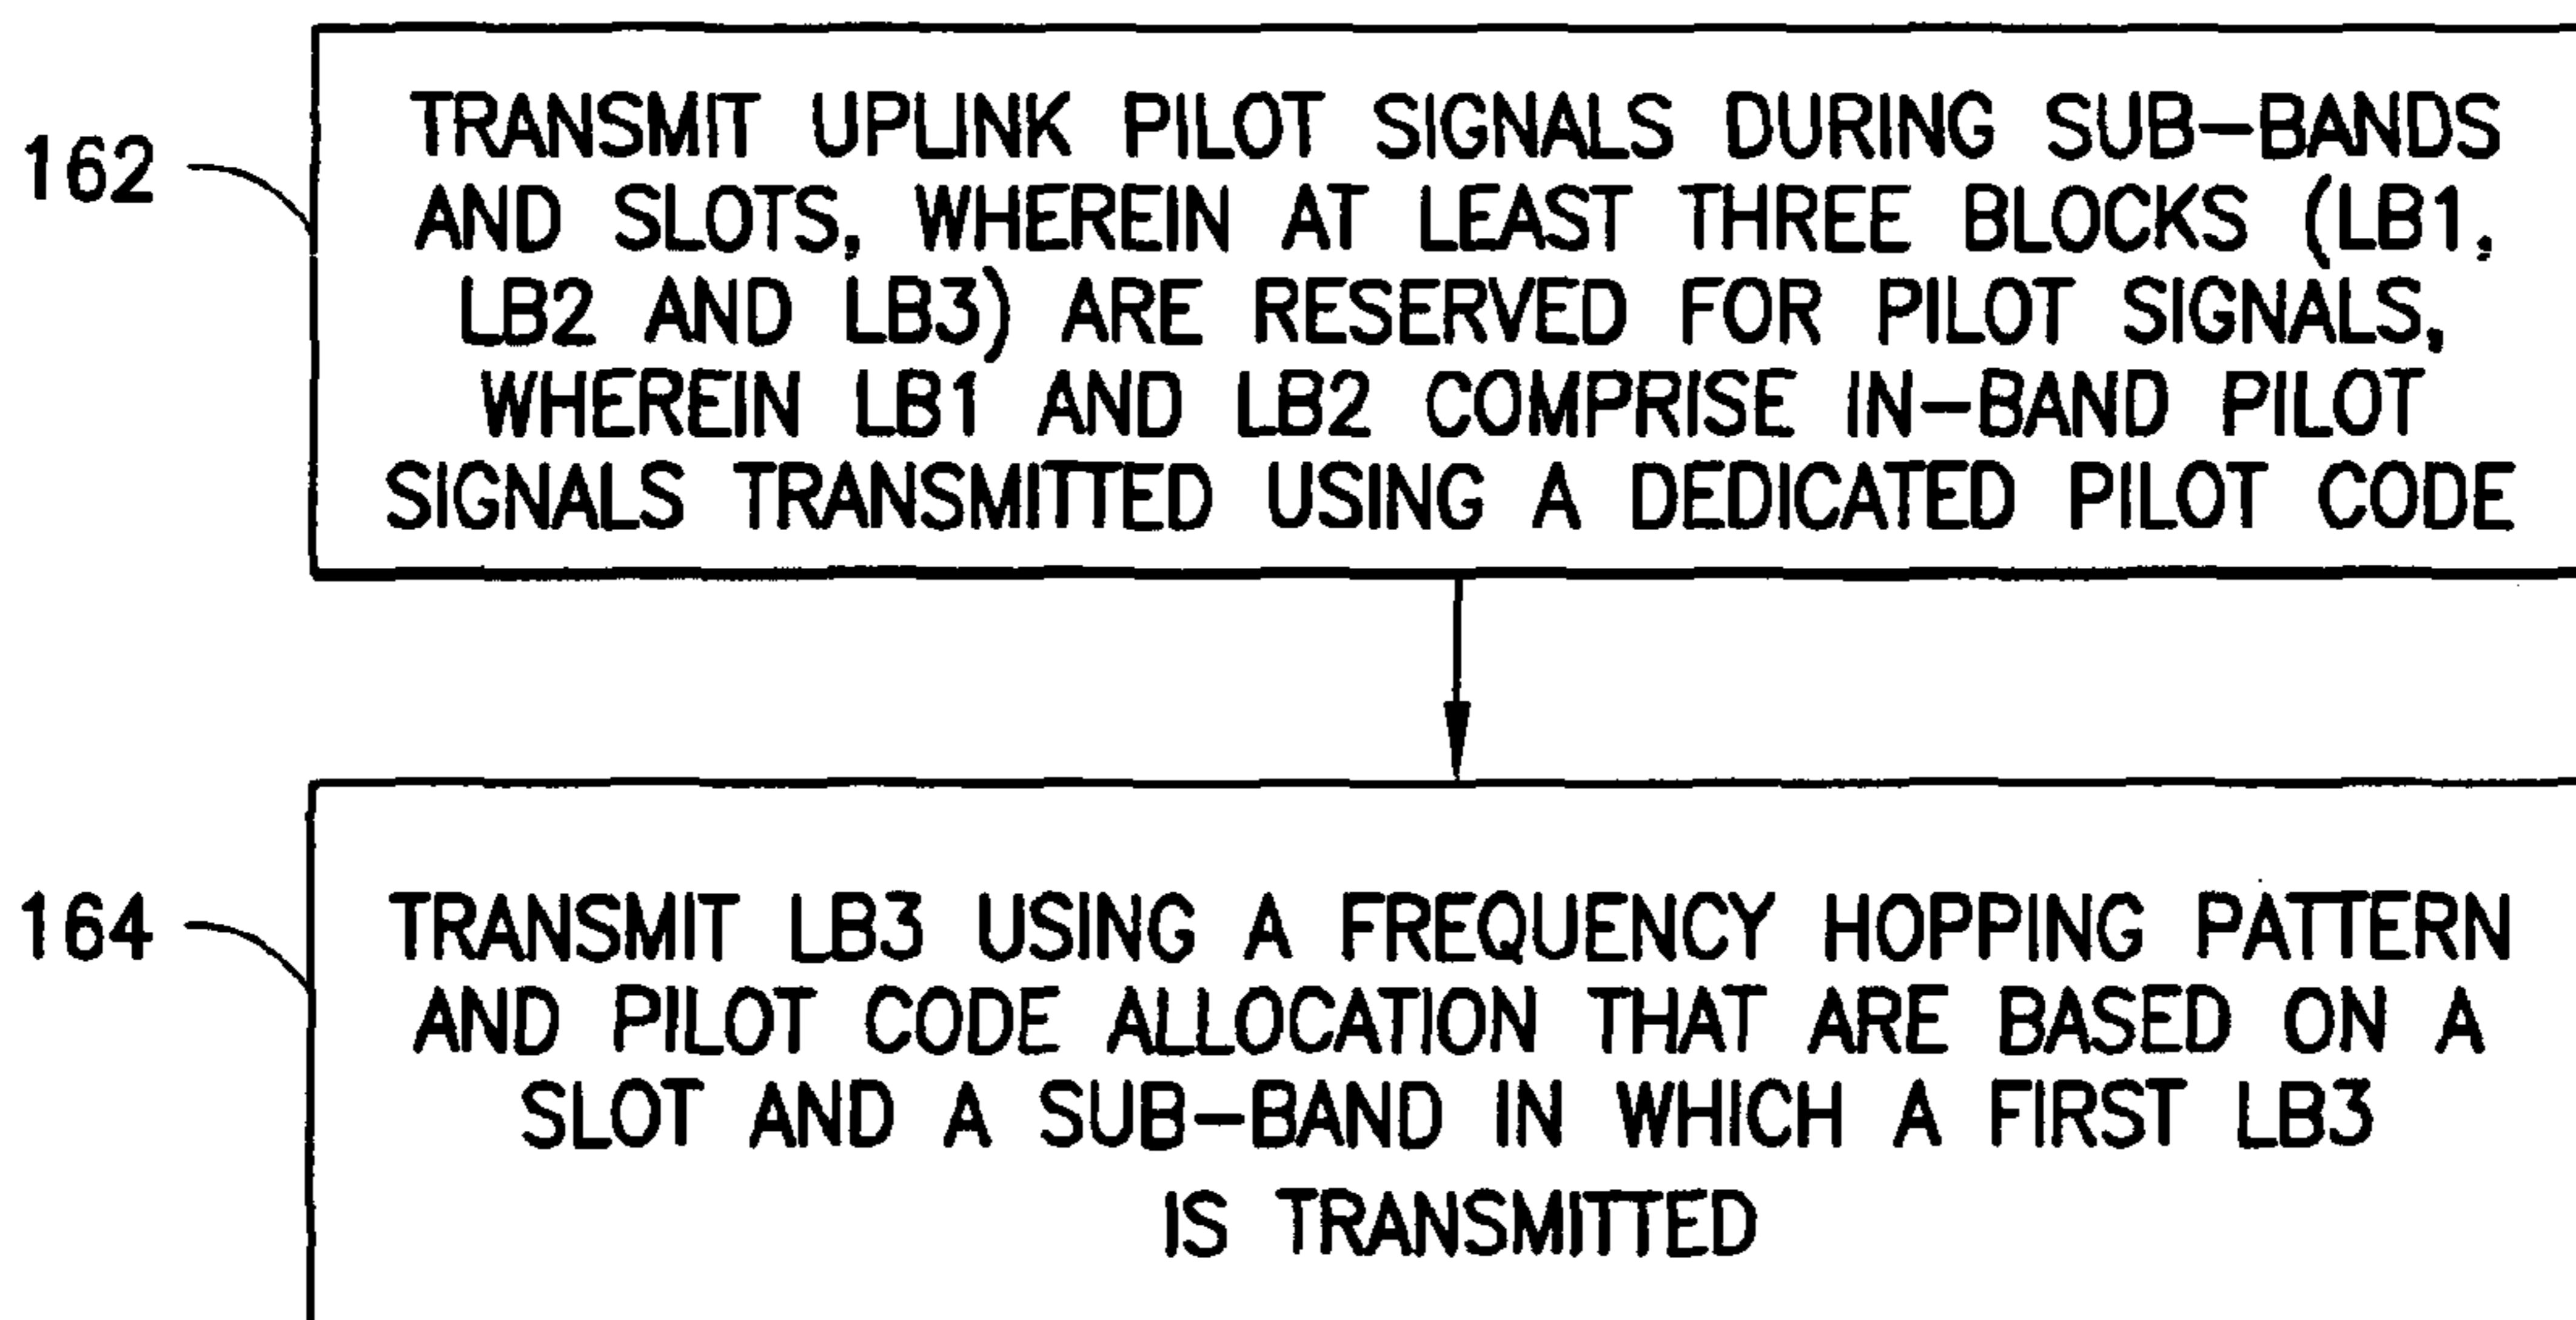 162
TRANSMIT UPLINK PILOT SIGNALS DURING SUB-BANDS
AND SLOTS, WHEREIN AT LEAST THREE BLOCKS (LB1,
LB2 AND LB3) ARE RESERVED FOR PILOT SIGNALS,
WHEREIN LB1 AND LB2 COMPRISE IN-BAND PILOT
SIGNALS TRANSMITTED USING A DEDICATED PILOT CODE
164
TRANSMIT LB3 USING A FREQUENCY HOPPING PATTERN
AND PILOT CODE ALLOCATION THAT ARE BASED ON A
SLOT AND A SUB-BAND IN WHICH A FIRST LB3
IS TRANSMITTED